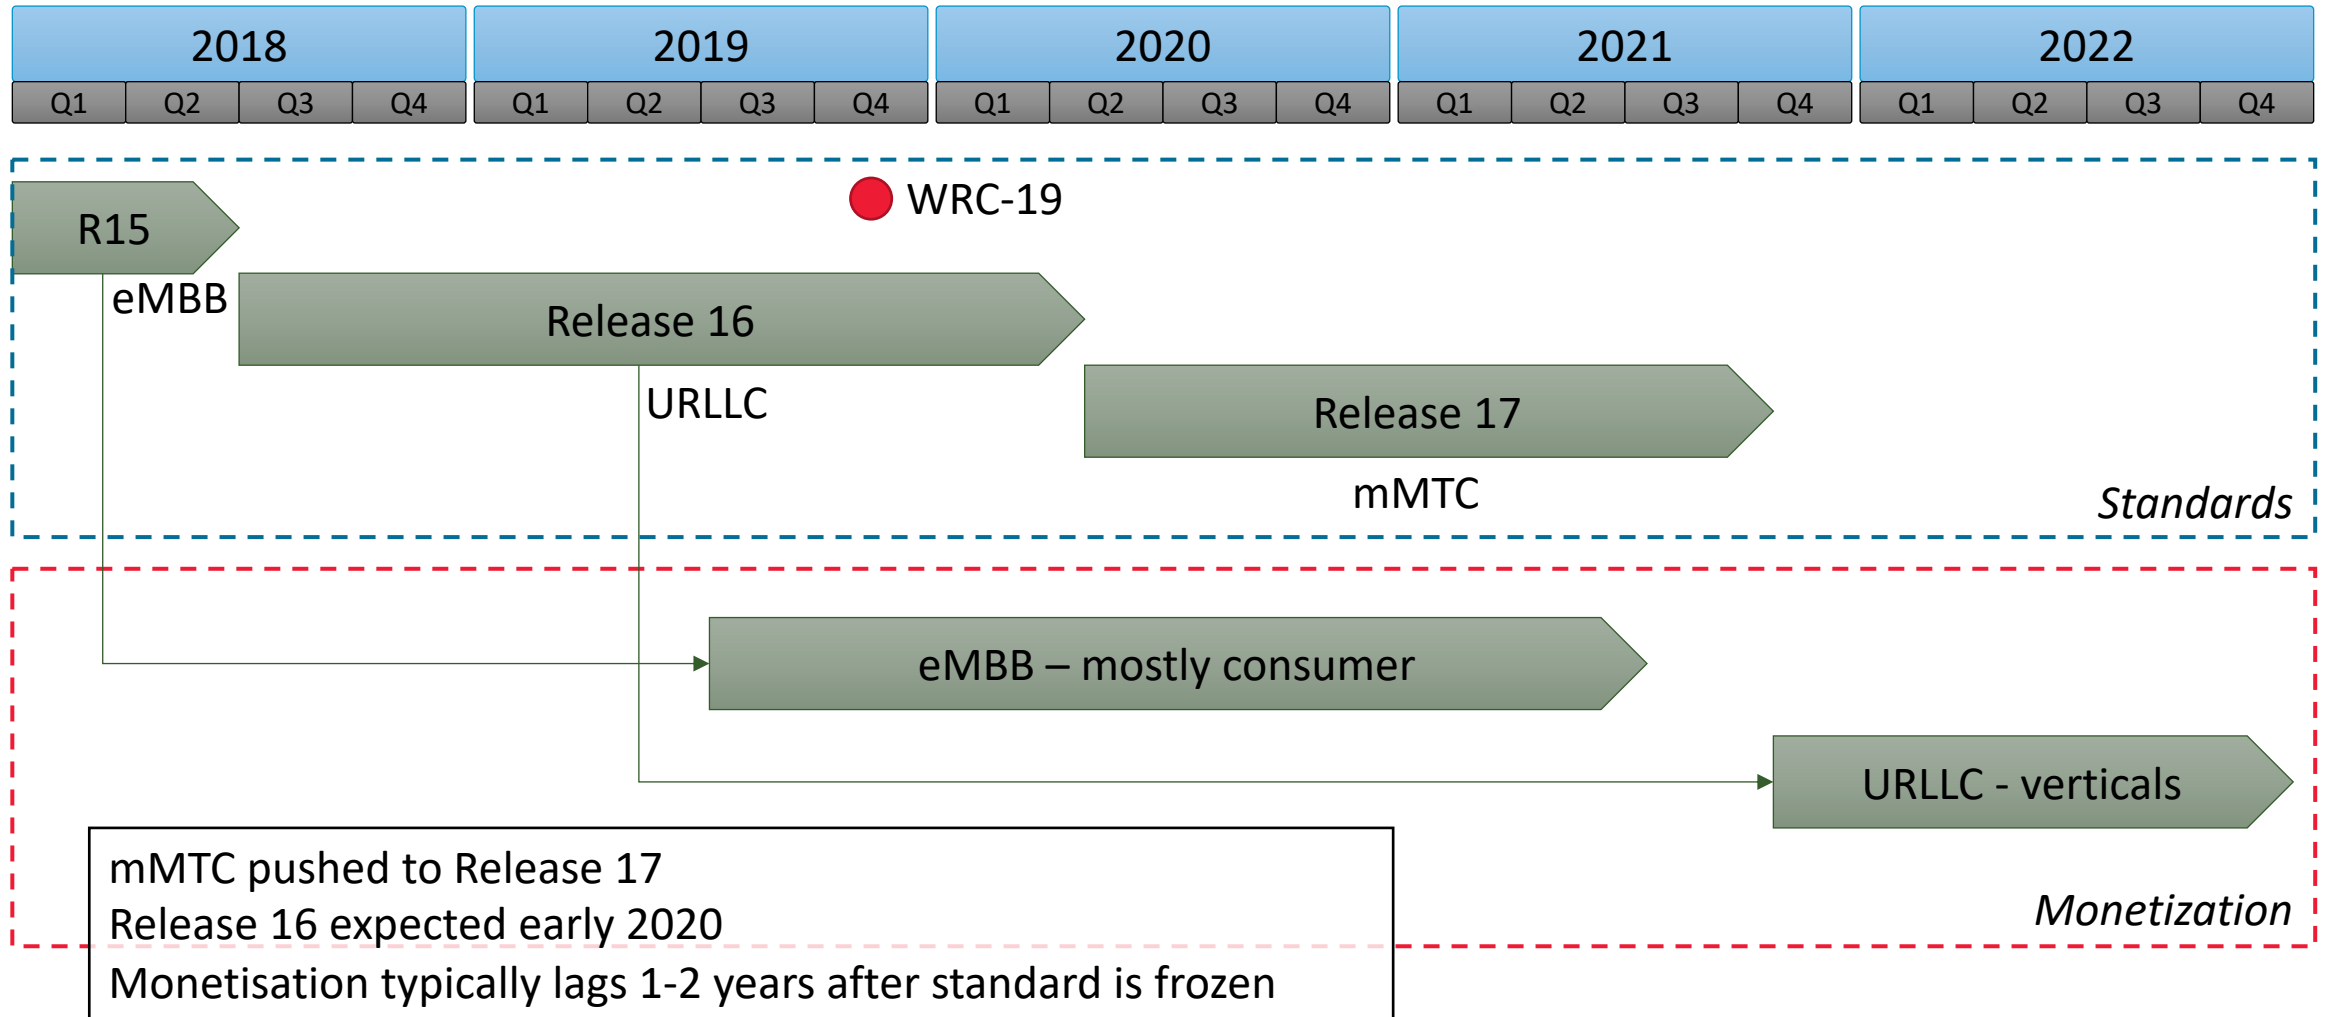 2018
2019
2020
2021
2022
Q1 Q2 Q3 Q4 Q1 Q2 Q3 Q4 Q1 Q2 Q3 Q4 Q1 Q2 Q3 Q4 Q1 Q2 Q3 Q4
WRC-19
R15
eMBB
Release 16
URLLC
Release 17
mMTC
Standards
eMBB – mostly consumer
URLLC - verticals
Monetization
mMTC pushed to Release 17
Release 16 expected early 2020
Monetisation typically lags 1-2 years after standard is frozen